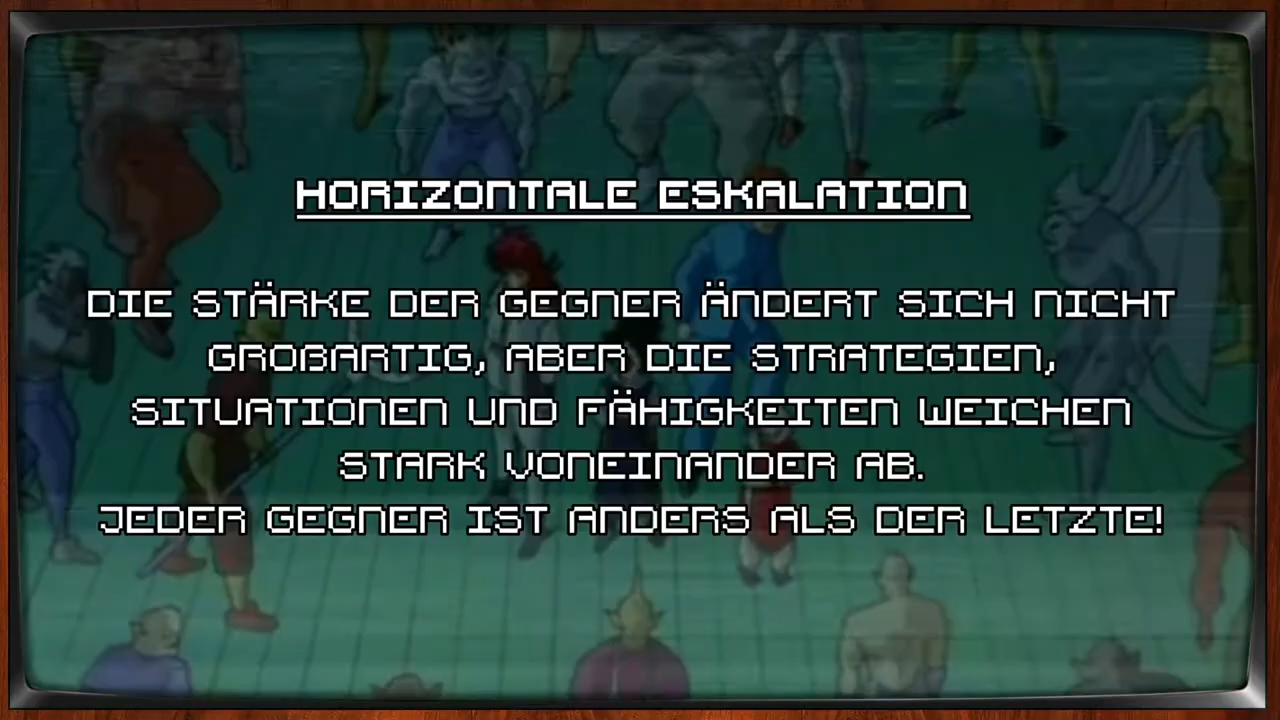 HORIZONTALE ESKALATION
DIE STÄRKE DER GEGNER ÄNDERT SICH NICHT
GROßARTIG, ABER DIE STRATEGIEN,
SITUATIONEN UND FÄHIGKEITEN WEICHEN
STARK VONEINANDER AB.
JEDER GEGNER IST ANDERS ALS DER LETZTE!